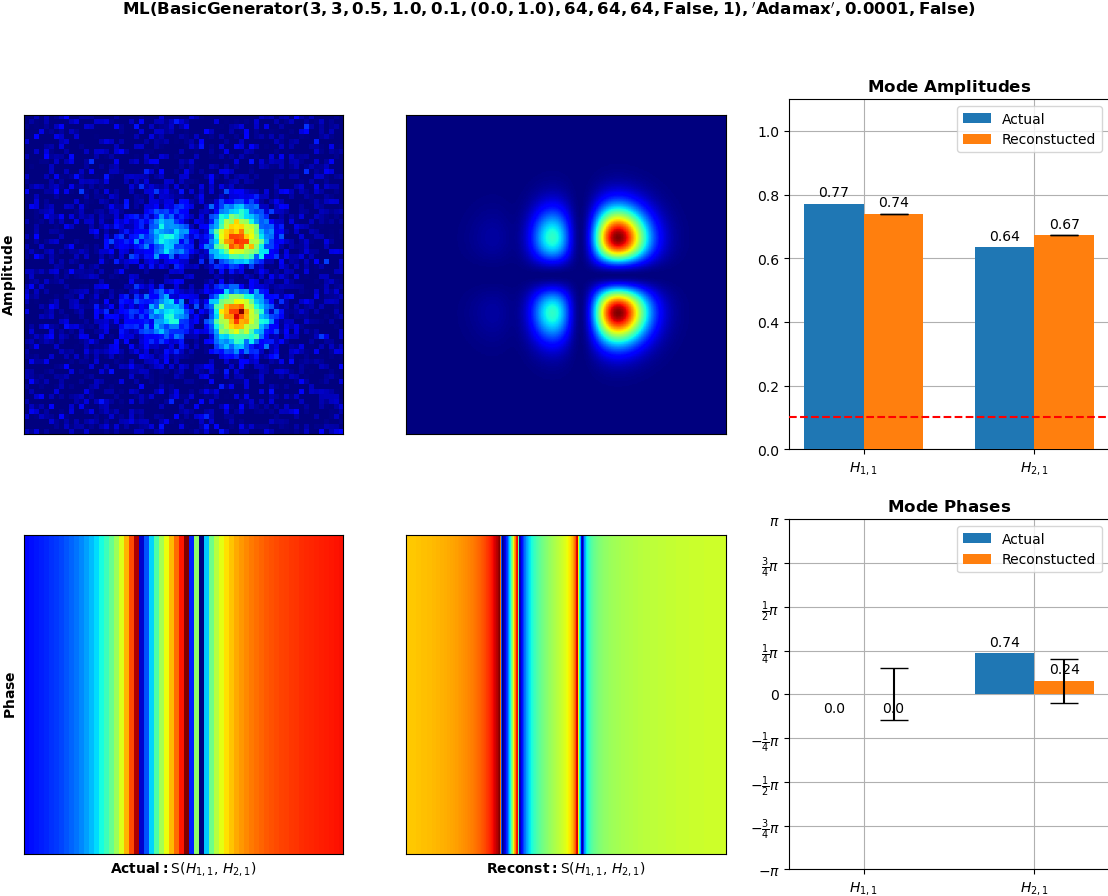 ML(BasicGenerator(3, 3, 0.5, 1.0, 0.1, (0.0, 1.0), 64, 64, 64, False, 1), ′Adamax′, 0.0001, False)
Amplitude
Mode Amplitudes
Actual
Reconstucted
1.0
0.8
0.6
0.4
0.2
0.0
0.77
0.74
0.64
0.67
H1, 1
H2, 1
Phase
Actual: S(H1, 1, H2, 1)
Reconst: S(H1, 1, H2, 1)
Mode Phases
Actual
Reconstucted
π
3/4π
1/2π
1/4π
0
−1/4π
−1/2π
−3/4π
−π
0.0
0.0
0.74
0.24
H1, 1
H2, 1